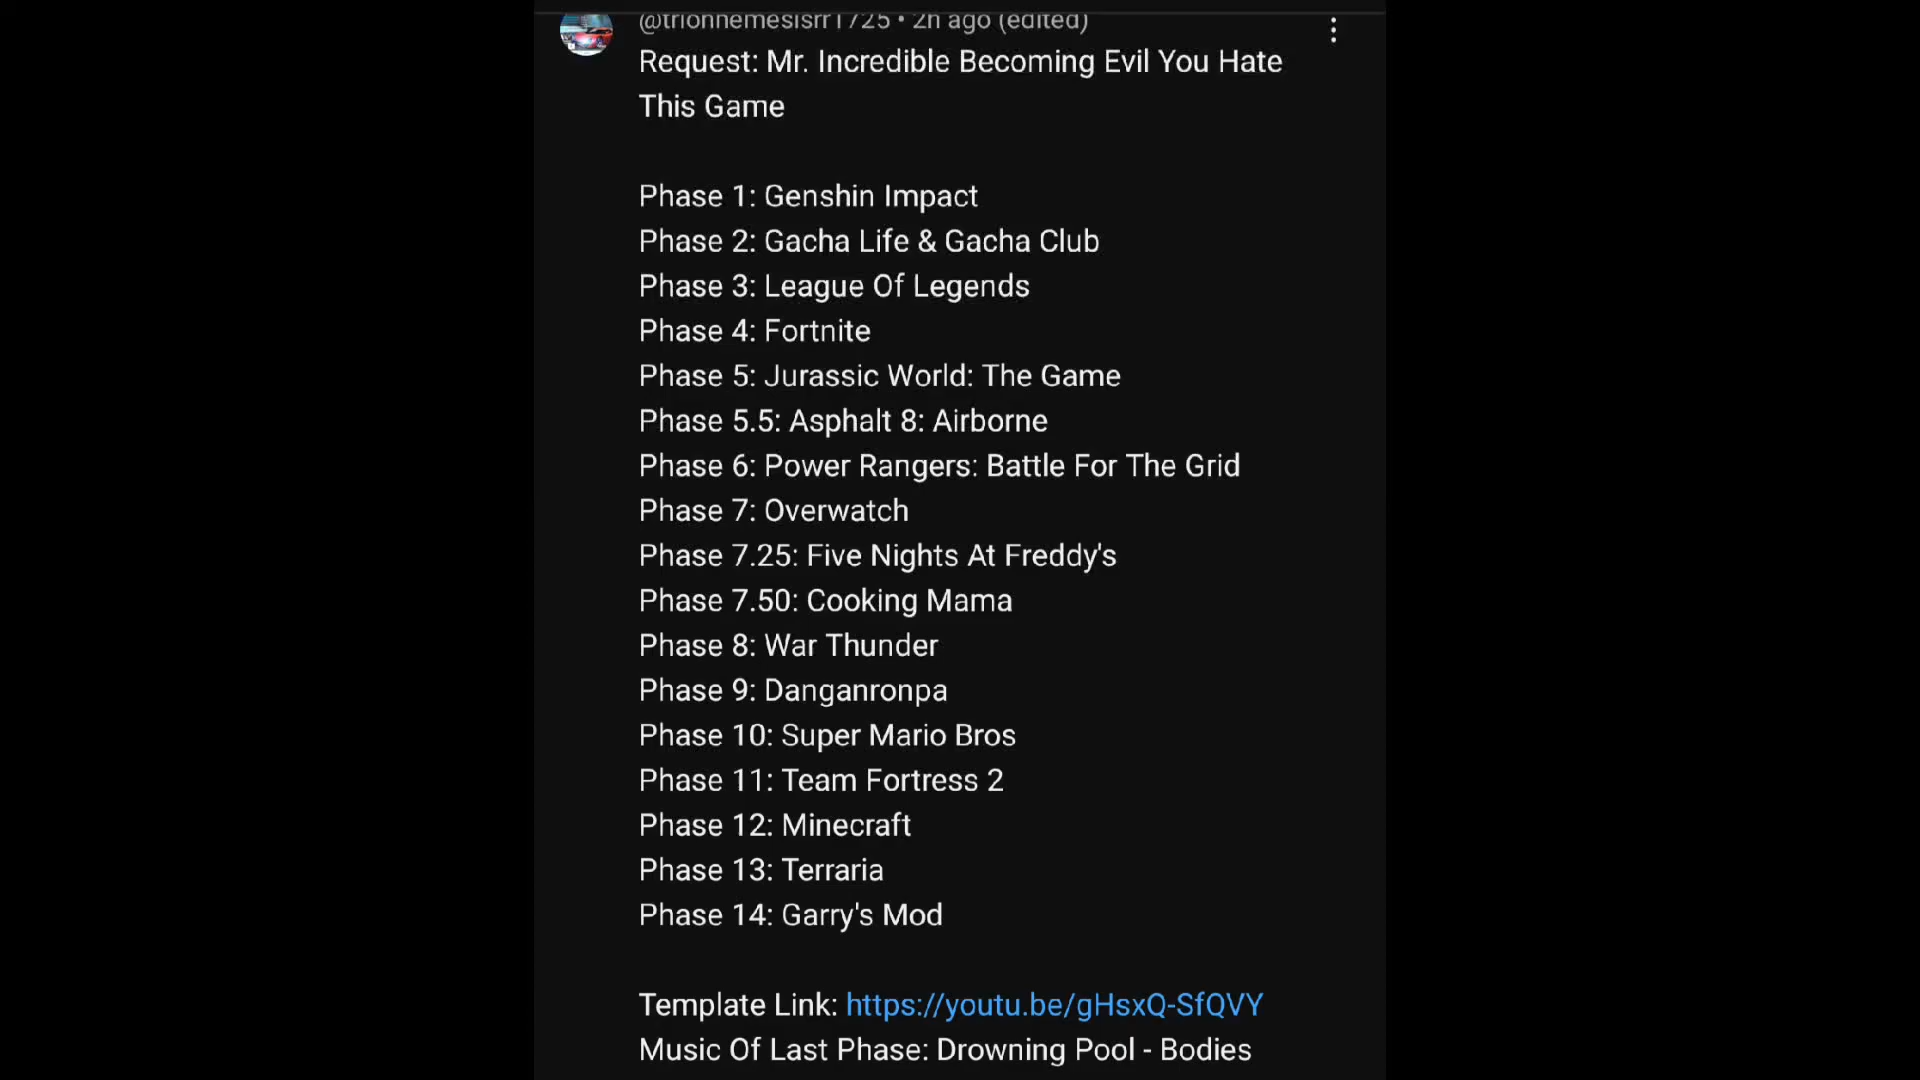 @trionnemesisrr1725 • 2h ago (edited)
Request: Mr. Incredible Becoming Evil You Hate
This Game
Phase 1: Genshin Impact
Phase 2: Gacha Life & Gacha Club
Phase 3: League Of Legends
Phase 4: Fortnite
Phase 5: Jurassic World: The Game
Phase 5.5: Asphalt 8: Airborne
Phase 6: Power Rangers: Battle For The Grid
Phase 7: Overwatch
Phase 7.25: Five Nights At Freddy's
Phase 7.50: Cooking Mama
Phase 8: War Thunder
Phase 9: Danganronpa
Phase 10: Super Mario Bros
Phase 11: Team Fortress 2
Phase 12: Minecraft
Phase 13: Terraria
Phase 14: Garry's Mod
Template Link: https://youtu.be/gHsxQ-SfQVY
Music Of Last Phase: Drowning Pool - Bodies